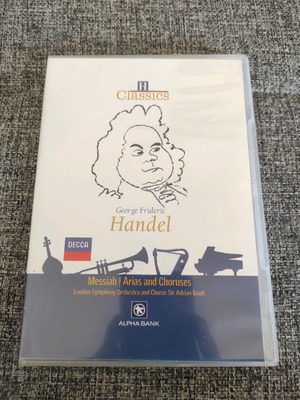 H
Classics
George Frideric
Handel
DECCA
Messiah | Arias and Choruses
London Symphony Orchestra and Chorus Sir Adrian Boult
ALPHA BANK